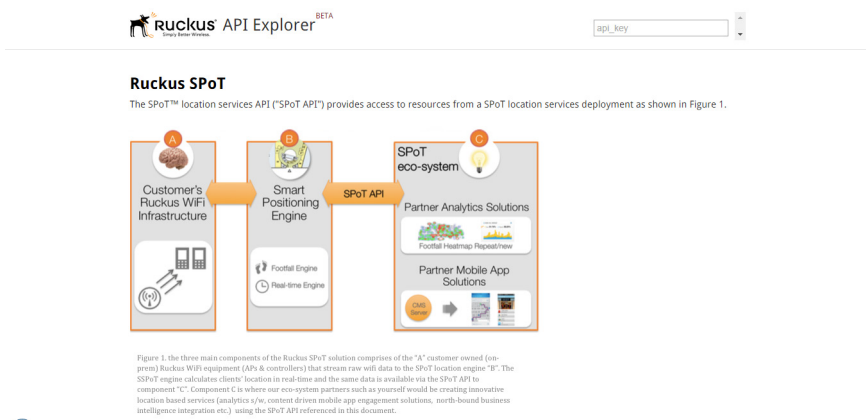 Ruckus API Explorer BETA
Simply Better Wireless.
api_key
Ruckus SPoT
The SPoT™ location services API ("SPoT API") provides access to resources from a SPoT location services deployment as shown in Figure 1.
A
B
C
SPoT
eco-system
Customer's
Ruckus WiFi
Infrastructure
Smart
Positioning
Engine
SPoT API
Partner Analytics Solutions
Footfall Heatmap Repeat/new
Footfall Engine
Real-time Engine
Partner Mobile App
Solutions
CMS
Server
Figure 1. the three main components of the Ruckus SPoT solution comprises of the "A" customer owned (on-
prem) Ruckus WiFi equipment (APs & controllers) that stream raw wifi data to the SPoT location engine "B". The
SSPoT engine calculates clients' location in real-time and the same data is available via the SPoT API to
component "C". Component C is where our eco-system partners such as yourself would be creating innovative
location based services (analytics s/w, content driven mobile app engagement solutions, north-bound business
intelligence integration etc.) using the SPoT API referenced in this document.